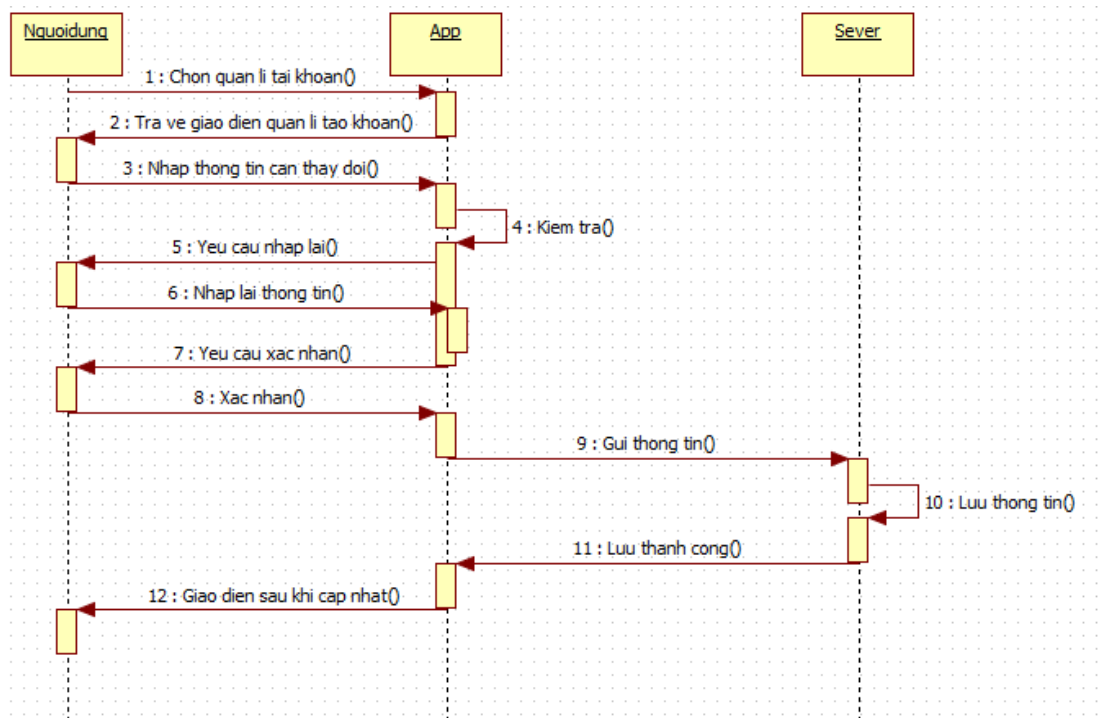 Nguoidung
App
Sever
1 : Chon quan li tai khoan()
2 : Tra ve giao dien quan li tao khoan()
3 : Nhap thong tin can thay doi()
4 : Kiem tra()
5 : Yeu cau nhap lai()
6 : Nhap lai thong tin()
7 : Yeu cau xac nhan()
8 : Xac nhan()
9 : Gui thong tin()
10 : Luu thong tin()
11 : Luu thanh cong()
12 : Giao dien sau khi cap nhat()